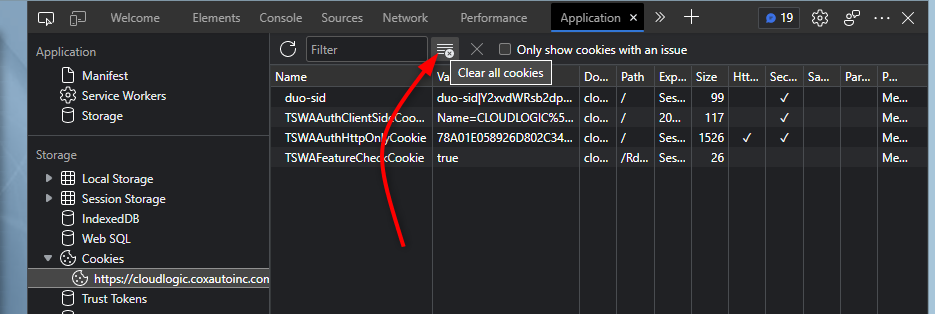 Welcome Elements Console Sources Network Performance Application 19
Application
Manifest
Service Workers
Storage
Storage
Local Storage
Session Storage
IndexedDB
Web SQL
Cookies
https://cloudlogic.coxautoinc.com
Trust Tokens
Filter Only show cookies with an issue
Clear all cookies
Name Va Do... Path Exp... Size Htt... Sec... Sa... Par... P...
duo-sid duo-sid|Y2xvdWRsb2dp... clo... / Ses... 99 ✓ Me...
TSWAAuthClientSideCoo... Name=CLOUDLOGIC%5... clo... / 20... 117 ✓ Me...
TSWAAuthHttpOnlyCookie 78A01E058926D802C34... clo... / Ses... 1526 ✓ ✓ Me...
TSWAFeatureCheckCookie true clo... /Rd... Ses... 26 Me...